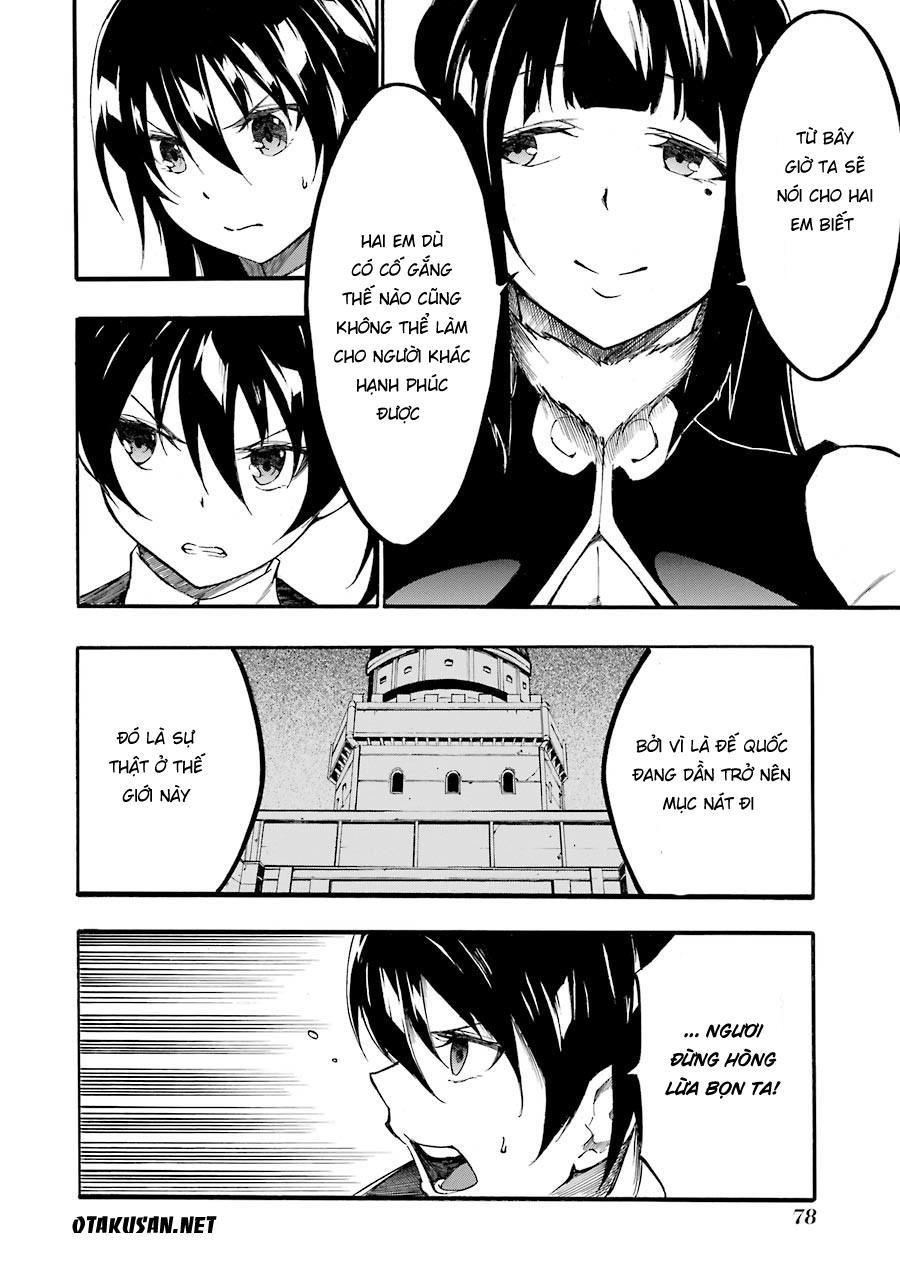 TỪ BÂY
GIỜ TA SẼ
NÓI CHO HAI
EM BIẾT
HAI EM DÙ
CÓ CỐ GẮNG
THẾ NÀO CŨNG
KHÔNG THỂ LÀM
CHO NGƯỜI KHÁC
HẠNH PHÚC
ĐƯỢC
BỞI VÌ LÀ ĐẾ QUỐC
ĐANG DẦN TRỞ NÊN
MỤC NÁT ĐI
ĐÓ LÀ SỰ
THẬT Ở THẾ
GIỚI NÀY
... NGƯƠI
ĐỪNG HÒNG
LỪA BỌN TA!
OTAKUSAN.NET
78